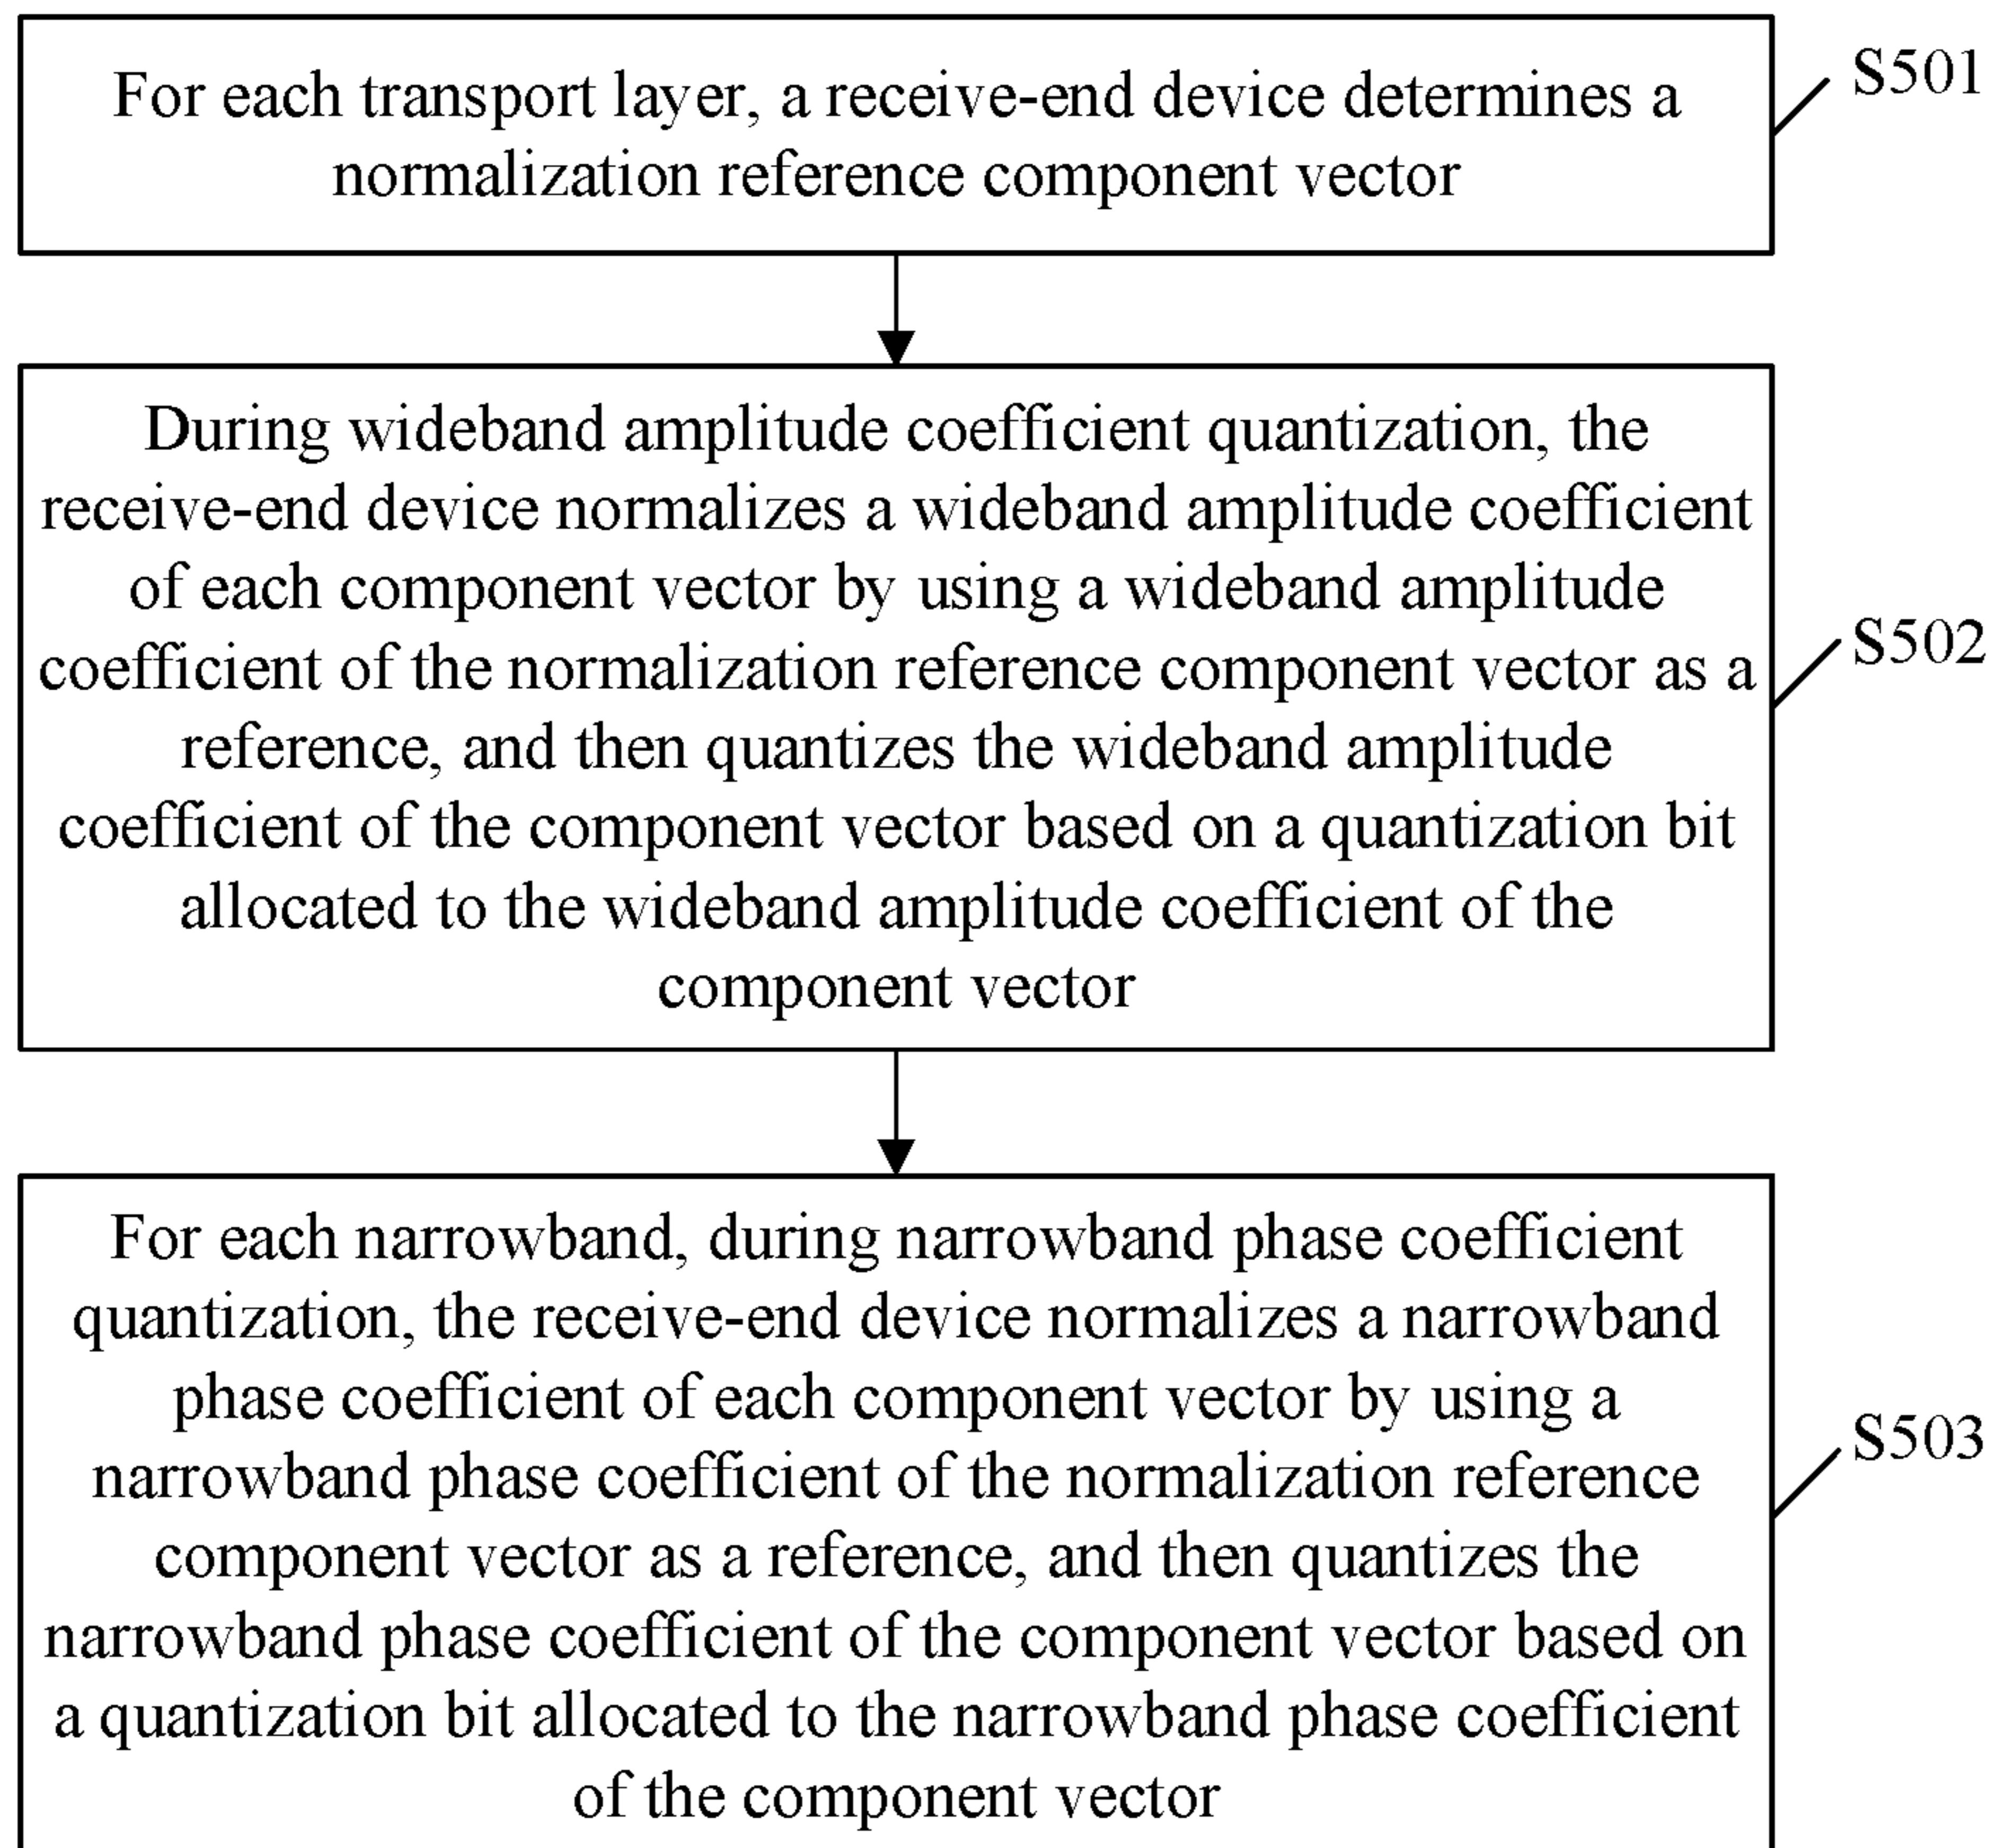 For each transport layer, a receive-end device determines a
normalization reference component vector
S501
During wideband amplitude coefficient quantization, the
receive-end device normalizes a wideband amplitude coefficient
of each component vector by using a wideband amplitude
coefficient of the normalization reference component vector as a
reference, and then quantizes the wideband amplitude
coefficient of the component vector based on a quantization bit
allocated to the wideband amplitude coefficient of the
component vector
S502
For each narrowband, during narrowband phase coefficient
quantization, the receive-end device normalizes a narrowband
phase coefficient of each component vector by using a
narrowband phase coefficient of the normalization reference
component vector as a reference, and then quantizes the
narrowband phase coefficient of the component vector based on
a quantization bit allocated to the narrowband phase coefficient
of the component vector
S503